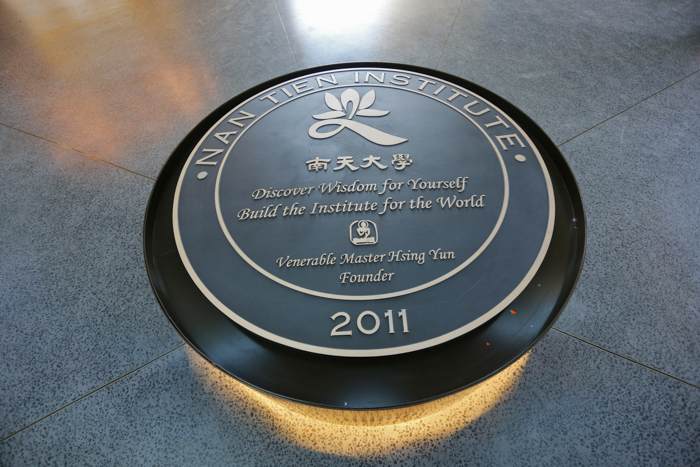 NAN TIEN INSTITUTE
南天大學
Discover Wisdom for Yourself
Build the Institute for the World
Venerable Master Hsing Yun
Founder
2011